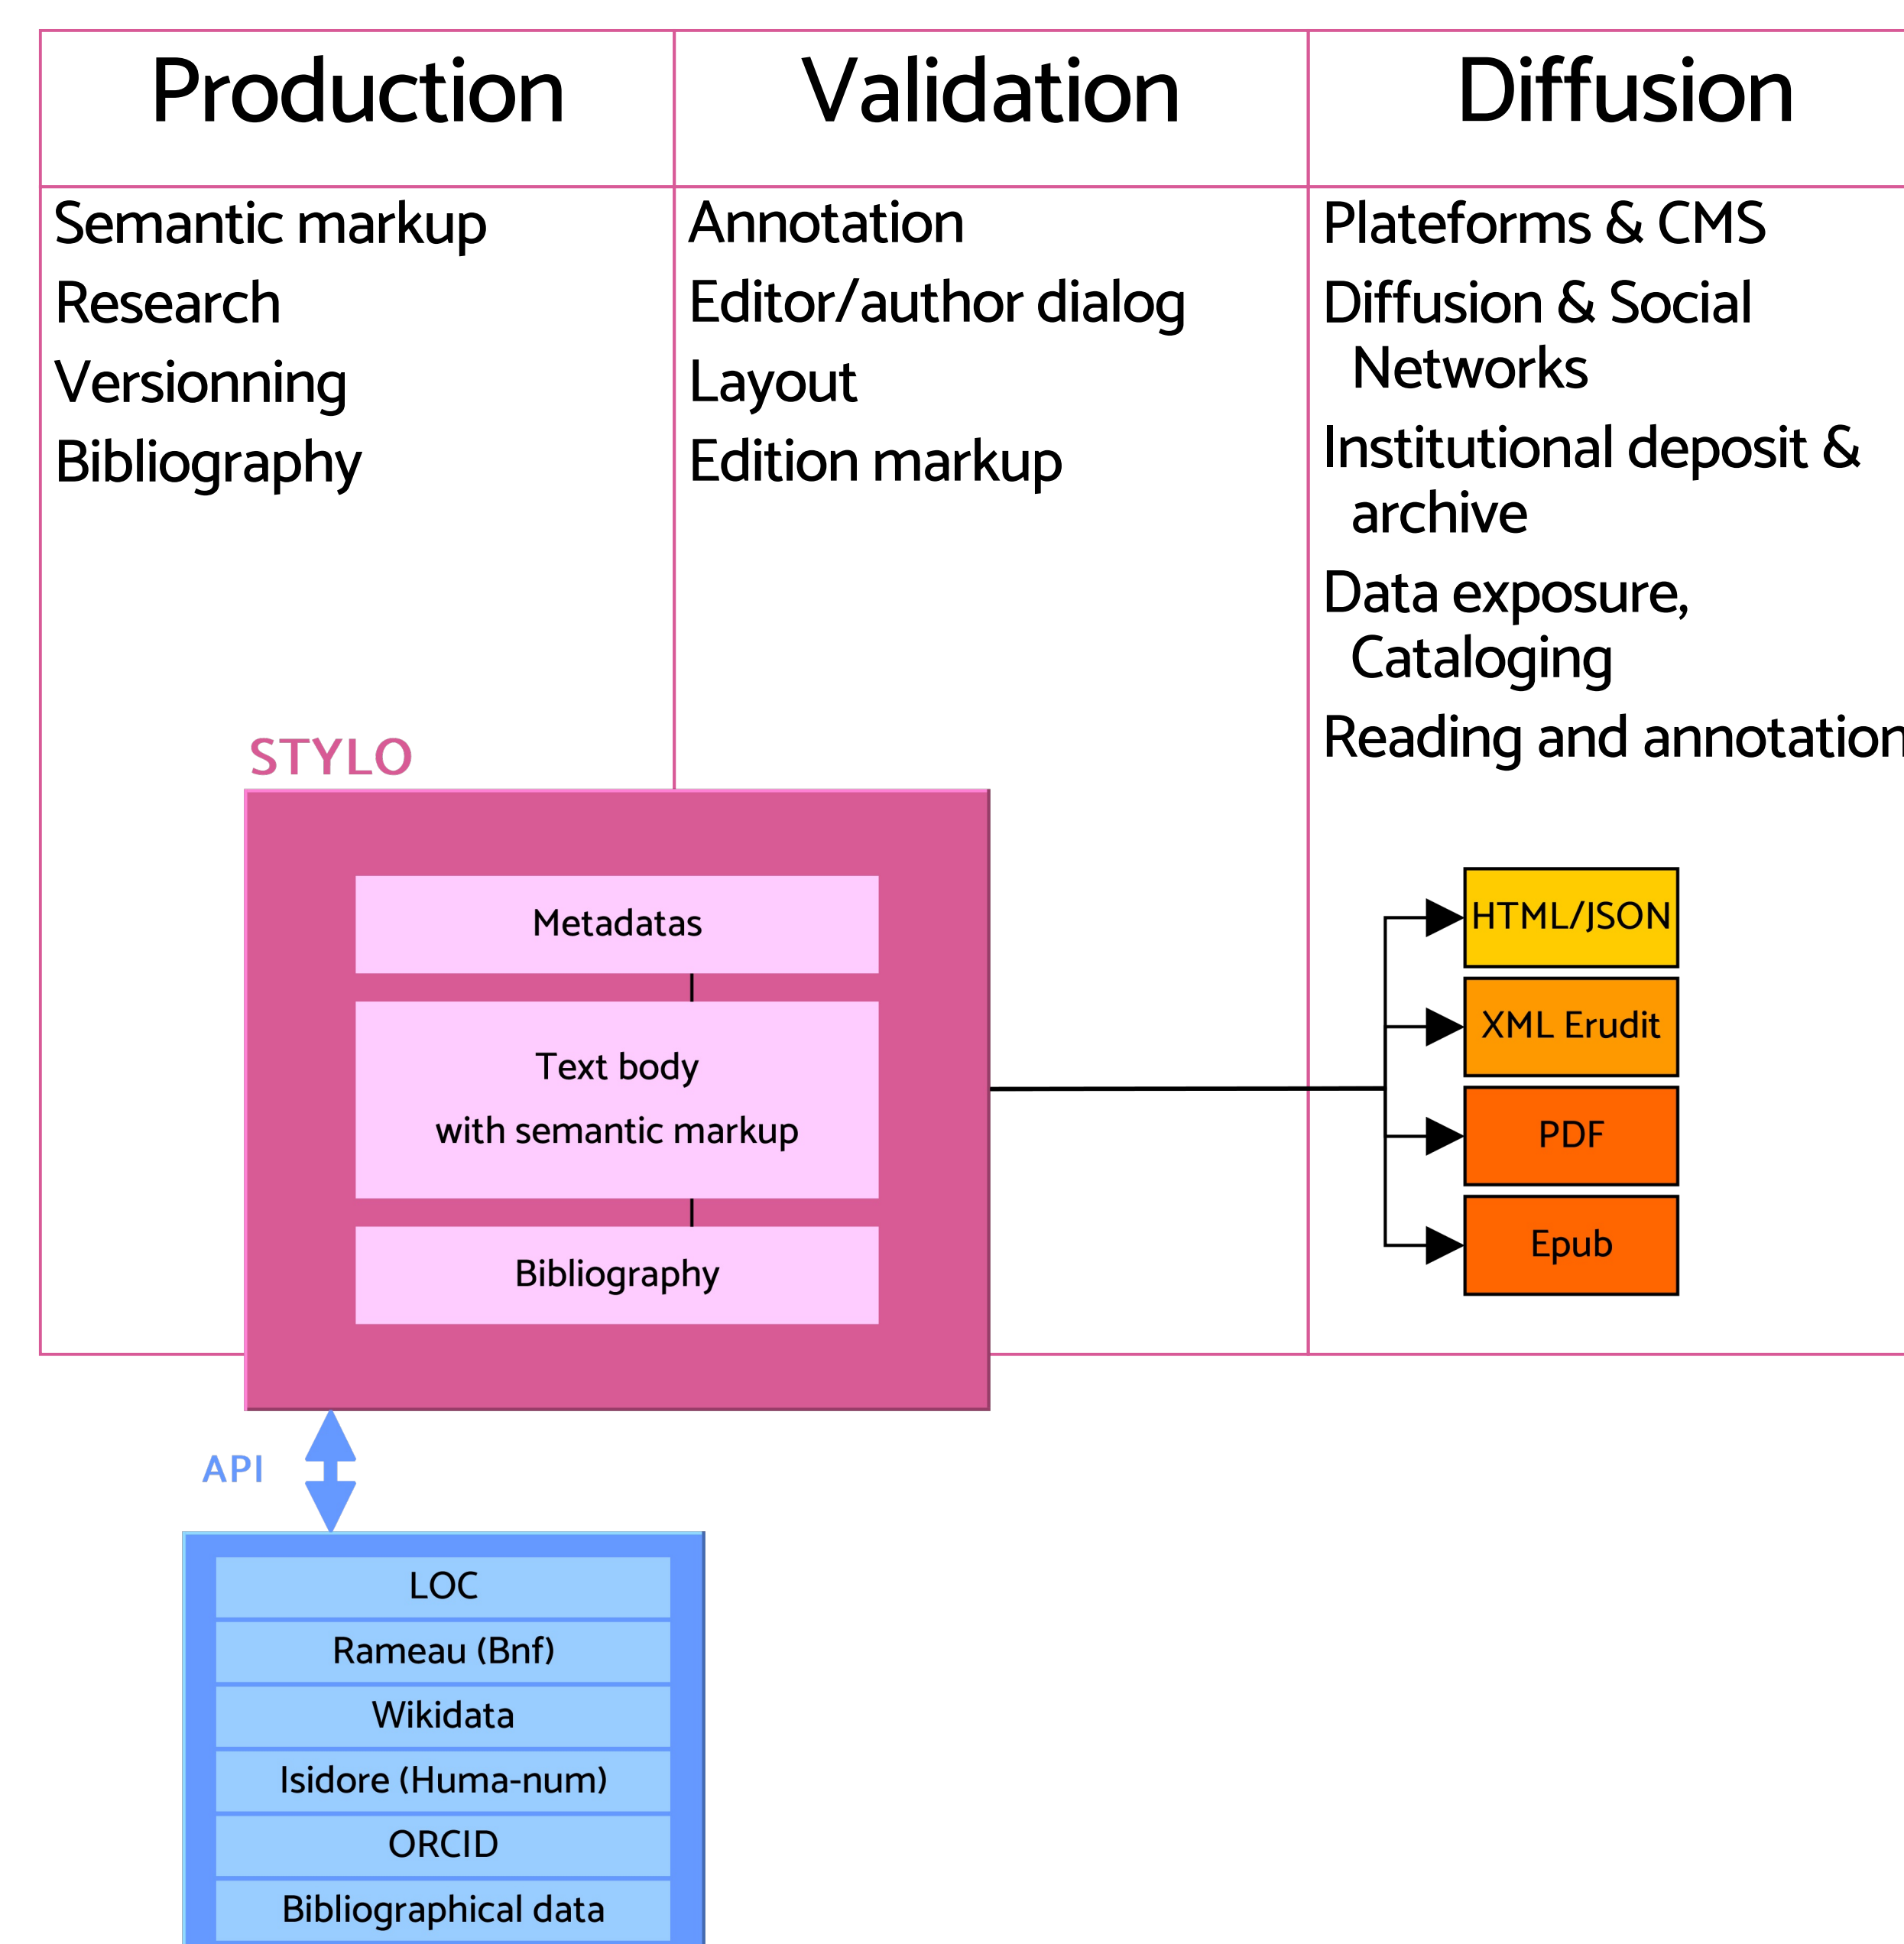 Production
Validation
Diffusion
Semantic markup
Research
Versionning
Bibliography
Annotation
Editor/author dialog
Layout
Edition markup
Plateforms & CMS
Diffusion & Social
Networks
Institutional deposit &
archive
Data exposure,
Cataloging
Reading and annotation
STYLO
Metadatas
Text body
with semantic markup
Bibliography
HTML/JSON
XML Erudit
PDF
Epub
API
LOC
Rameau (Bnf)
Wikidata
Isidore (Huma-num)
ORCID
Bibliographical data